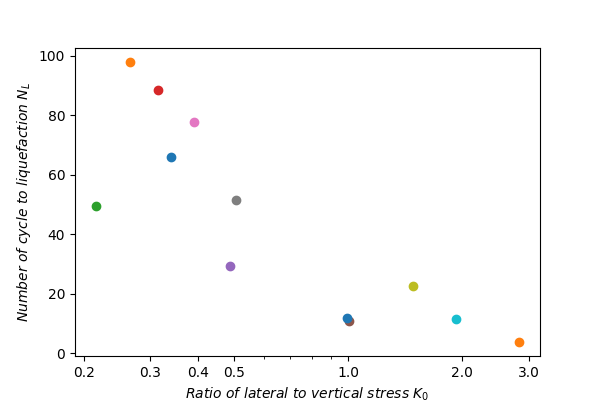 Number of cycle to liquefaction N_L
100
80
60
40
20
0
0.2 0.3 0.4 0.5 1.0 2.0 3.0
Ratio of lateral to vertical stress K_0